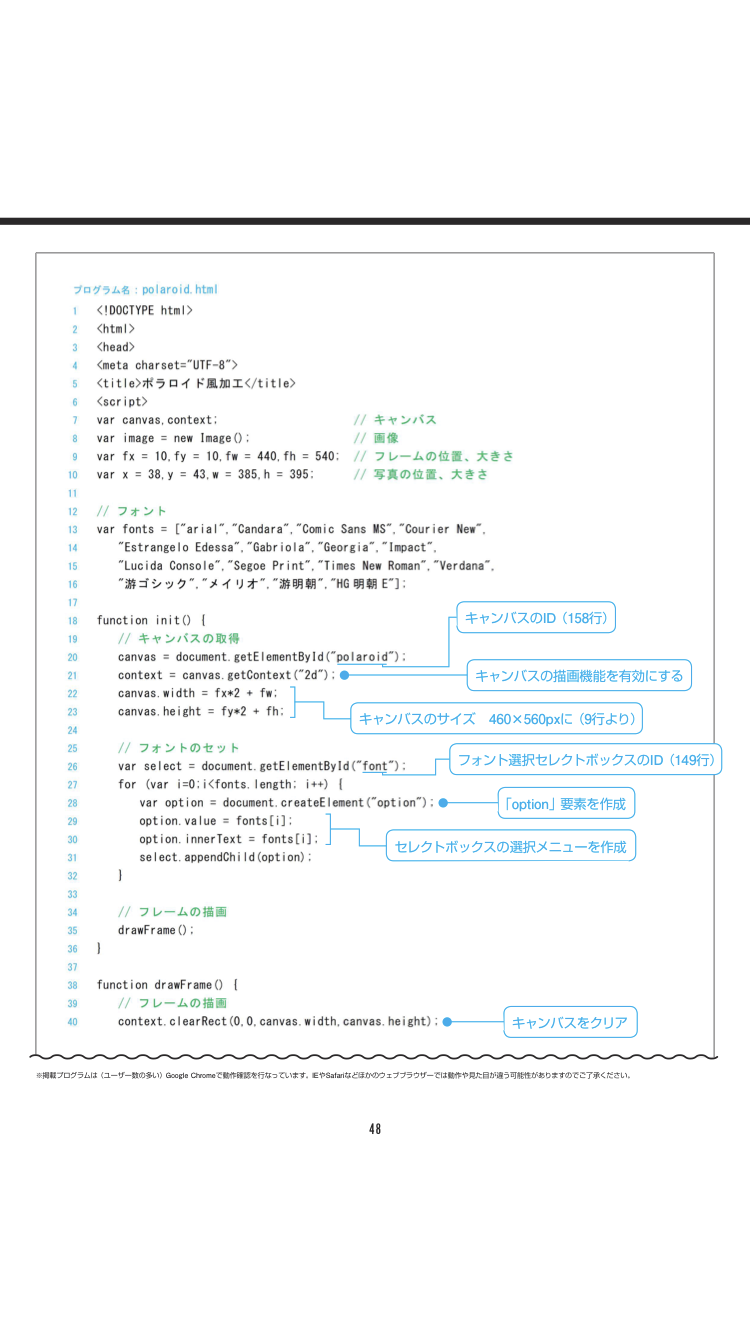 プログラム名：polaroid.html
1 <!DOCTYPE html>
2 <html>
3 <head>
4 <meta charset="UTF-8">
5 <title>ポラロイド風加工</title>
6 <script>
7 var canvas,context; // キャンバス
8 var image = new Image(); // 画像
9 var fx = 10,fy = 10,fw = 440,fh = 540; // フレームの位置、大きさ
10 var x = 38,y = 43,w = 385,h = 395; // 写真の位置、大きさ
11
12 // フォント
13 var fonts = ["arial","Candara","Comic Sans MS","Courier New",
14 "Estrangelo Edessa","Gabriola","Georgia","Impact",
15 "Lucida Console","Segoe Print","Times New Roman","Verdana",
16 "游ゴシック","メイリオ","游明朝","HG 明朝 E"];
17
18 function init() {
キャンバスのID（158行）
19 // キャンバスの取得
20 canvas = document.getElementById("polaroid");
21 context = canvas.getContext("2d"); キャンバスの描画機能を有効にする
22 canvas.width = fx*2 + fw;
23 canvas.height = fy*2 + fh; キャンバスのサイズ 460×560pxに（9行より）
24
25 // フォントのセット
26 var select = document.getElementById("font"); フォント選択セレクトボックスのID（149行）
27 for (var i=0;i<fonts.length; i++) {
28 var option = document.createElement("option"); 「option」要素を作成
29 option.value = fonts[i];
30 option.innerText = fonts[i]; セレクトボックスの選択メニューを作成
31 select.appendChild(option);
32 }
33
34 // フレームの描画
35 drawFrame();
36 }
37
38 function drawFrame() {
39 // フレームの描画
40 context.clearRect(0,0,canvas.width,canvas.height); キャンバスをクリア
※掲載プログラムは（ユーザー数の多い）Google Chromeで動作確認を行なっています。IEやSafariなどほかのウェブブラウザーでは動作や見た目が違う可能性がありますのでご了承ください。
48